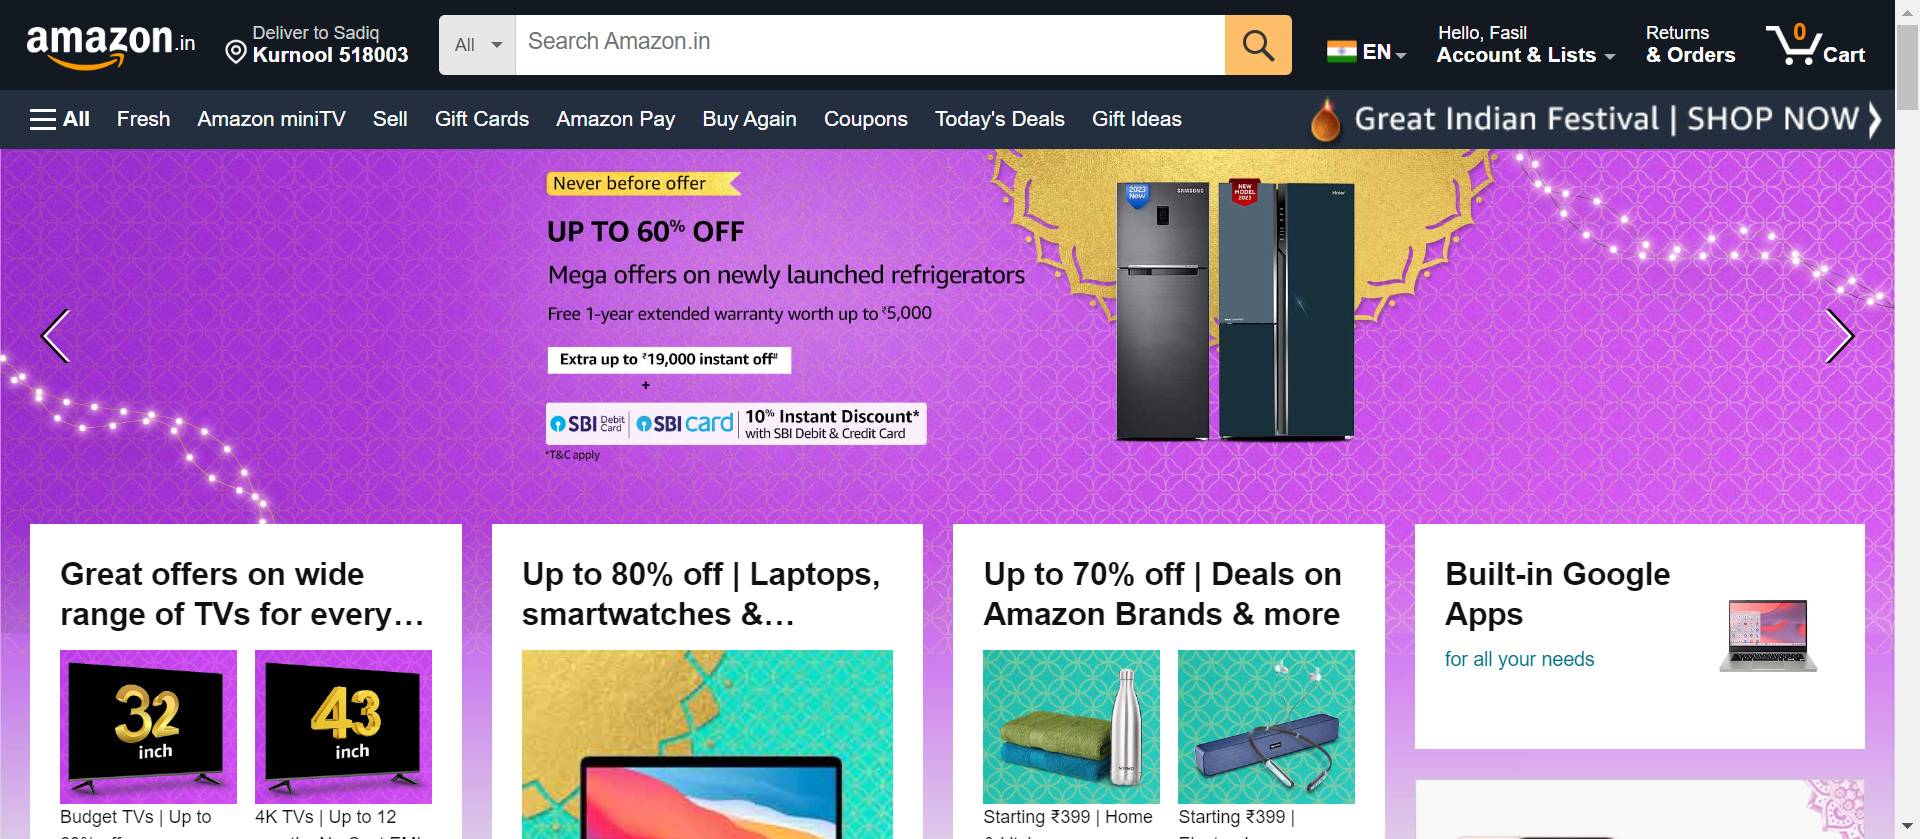 amazon.in
Deliver to Sadiq
Kurnool 518003
All
Search Amazon.in
EN
Hello, Fasil
Account & Lists
Returns
& Orders
0
Cart
All
Fresh
Amazon miniTV
Sell
Gift Cards
Amazon Pay
Buy Again
Coupons
Today's Deals
Gift Ideas
Great Indian Festival | SHOP NOW
Never before offer
UP TO 60% OFF
Mega offers on newly launched refrigerators
Free 1-year extended warranty worth up to ₹5,000
Extra up to ₹19,000 instant off#
+
SBI Debit Card | SBI card | 10% Instant Discount*
with SBI Debit & Credit Card
*T&C apply
2023
New
SAMSUNG
NEW
MODEL
2023
Haier
Great offers on wide
range of TVs for every…
32
inch
43
inch
Budget TVs | Up to
4K TVs | Up to 12
Up to 80% off | Laptops,
smartwatches &…
Up to 70% off | Deals on
Amazon Brands & more
Starting ₹399 | Home
Starting ₹399 |
Built-in Google
Apps
for all your needs